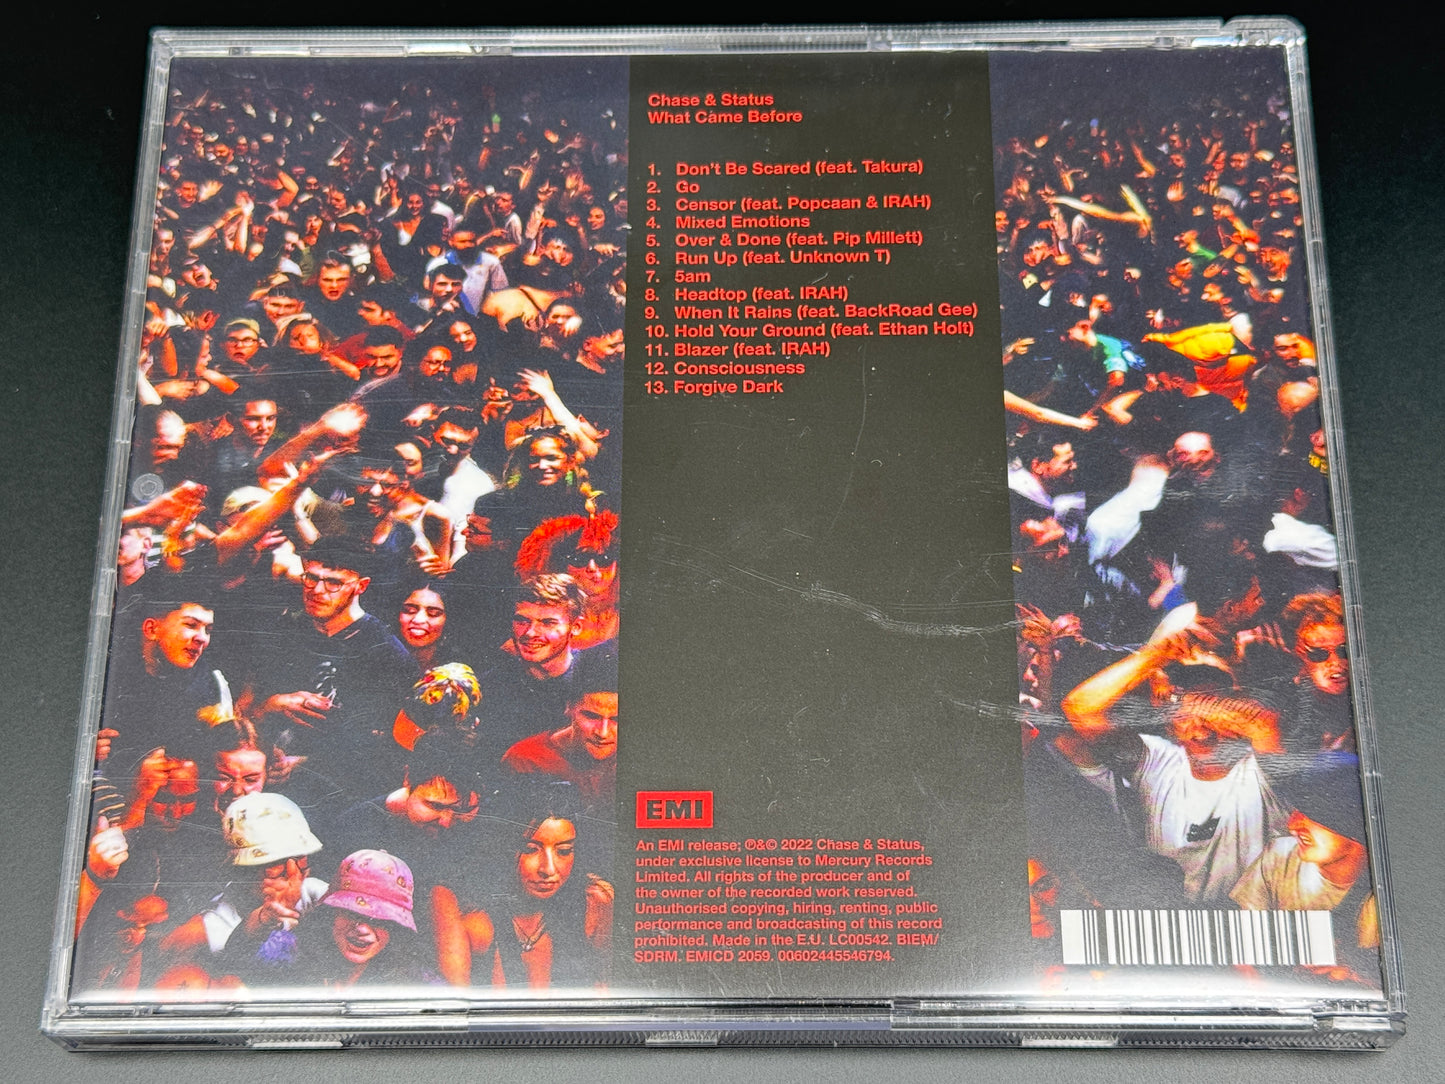 Chase & Status
What Came Before
1. Don't Be Scared (feat. Takura)
2. Go
3. Censor (feat. Popcaan & IRAH)
4. Mixed Emotions
5. Over & Done (feat. Pip Millett)
6. Run Up (feat. Unknown T)
7. 5am
8. Headtop (feat. IRAH)
9. When It Rains (feat. BackRoad Gee)
10. Hold Your Ground (feat. Ethan Holt)
11. Blazer (feat. IRAH)
12. Consciousness
13. Forgive Dark
EMI
An EMI release; ℗&© 2022 Chase & Status,
under exclusive license to Mercury Records
Limited. All rights of the producer and of
the owner of the recorded work reserved.
Unauthorised copying, hiring, renting, public
performance and broadcasting of this record
prohibited. Made in the E.U. LC00542. BIEM/
SDRM. EMICD 2059. 00602445546794.